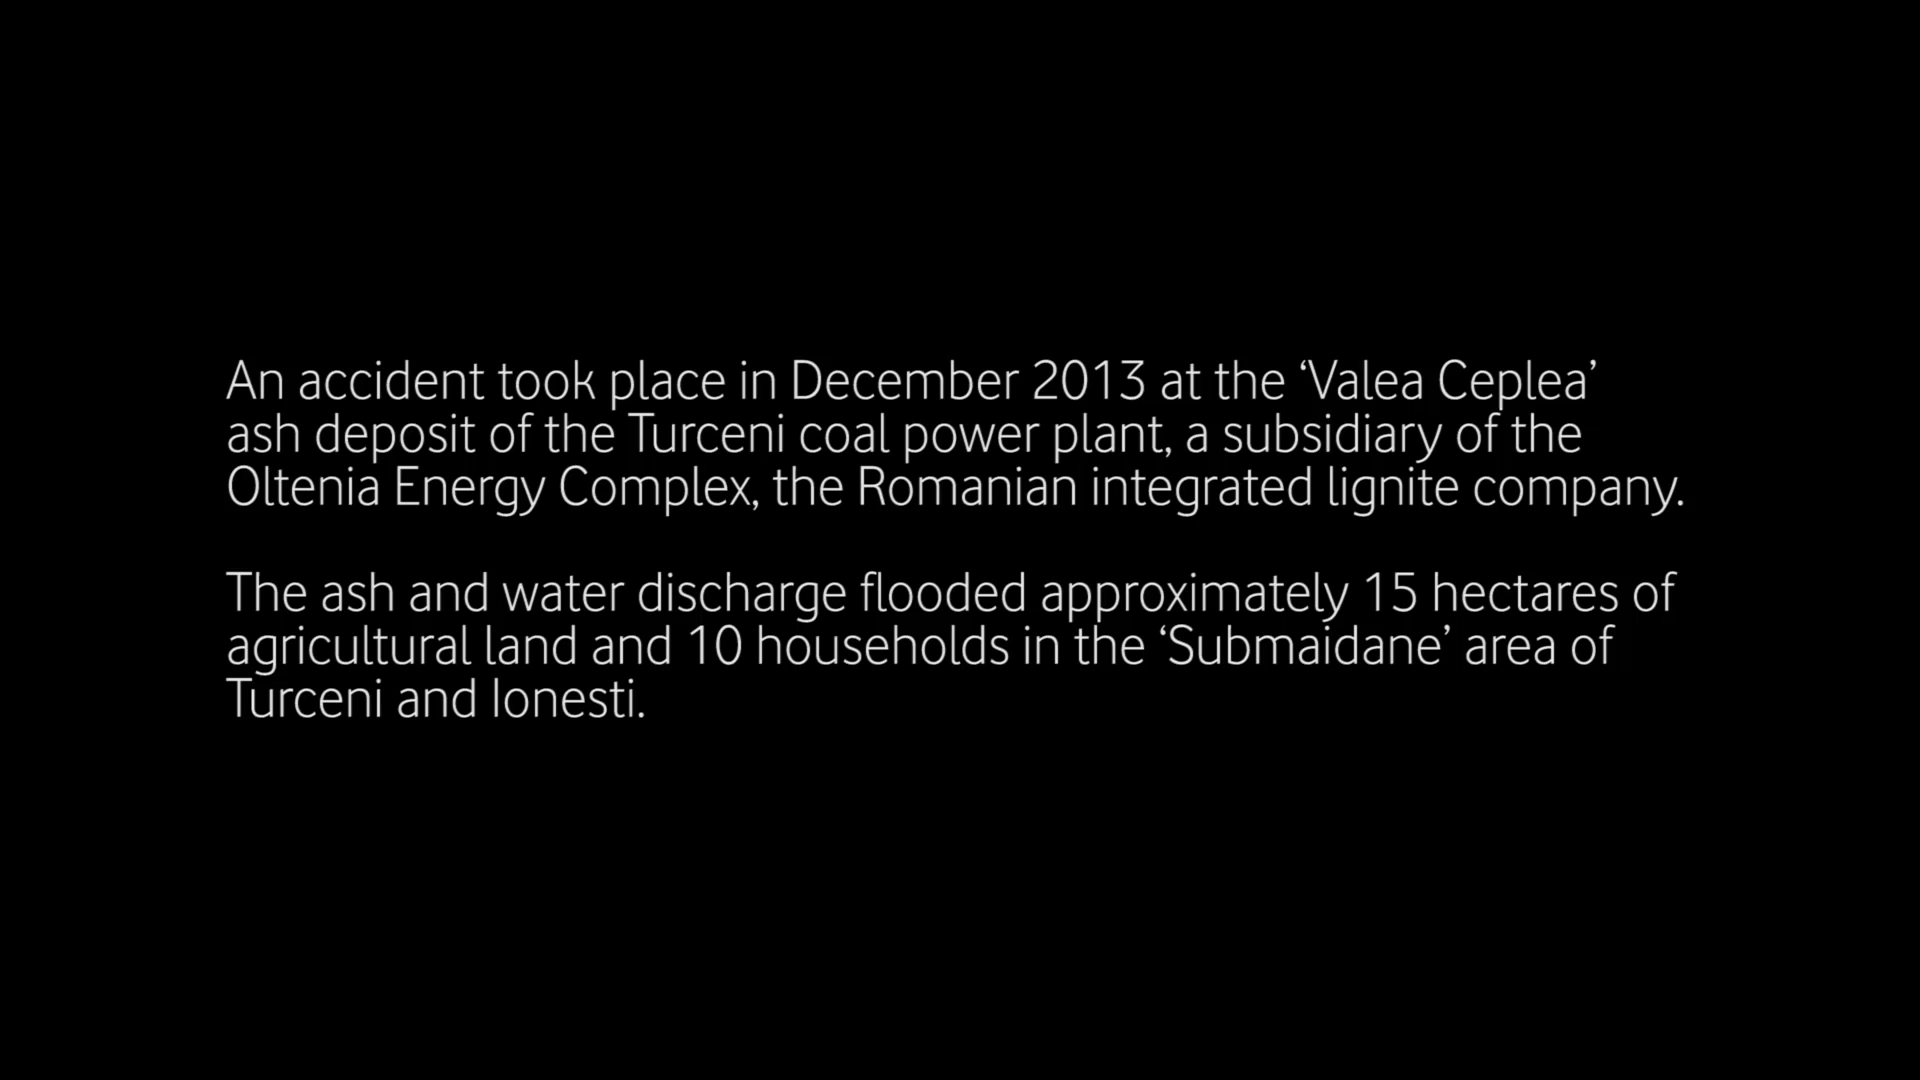 An accident took place in December 2013 at the ‘Valea Ceplea’
ash deposit of the Turceni coal power plant, a subsidiary of the
Oltenia Energy Complex, the Romanian integrated lignite company.
The ash and water discharge flooded approximately 15 hectares of
agricultural land and 10 households in the ‘Submaidane’ area of
Turceni and Ionesti.